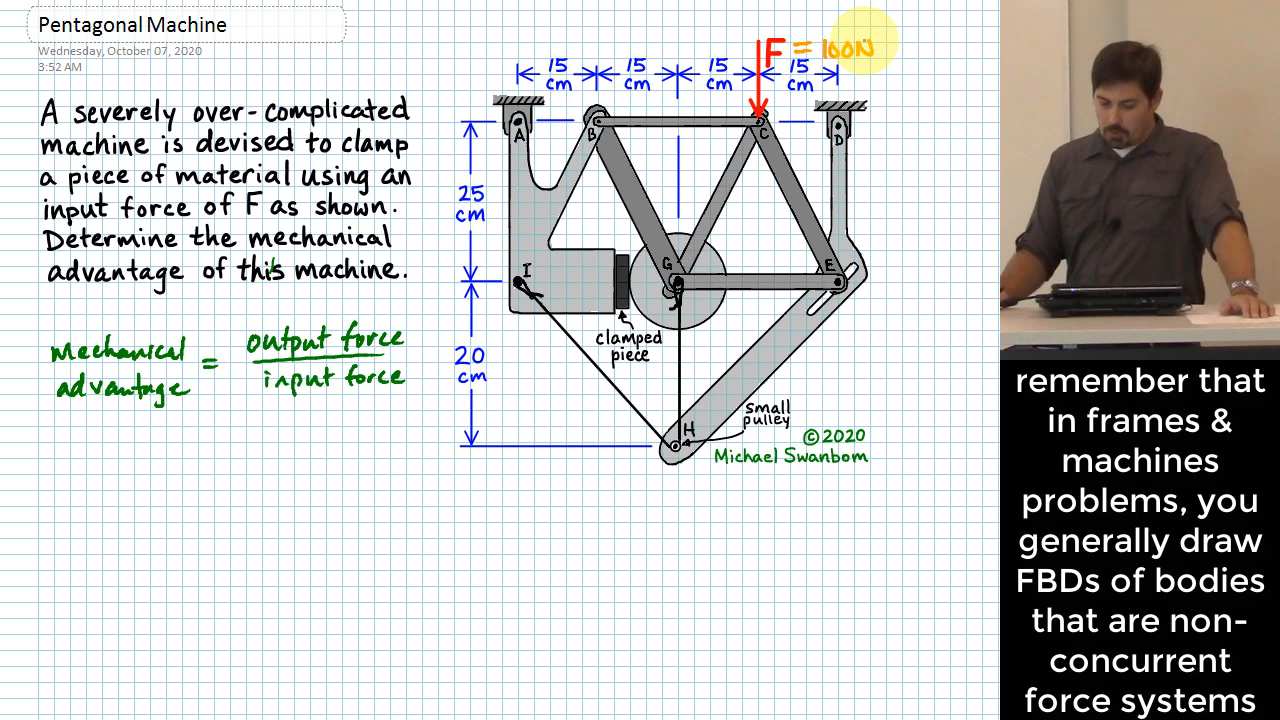 Pentagonal Machine
Wednesday, October 07, 2020
3:52 AM
A severely over-complicated
machine is devised to clamp
a piece of material using an
input force of F as shown.
Determine the mechanical
advantage of this machine.
Mechanical
advantage
=
output force
input force
F = 100N
15
cm
15
cm
15
cm
15
cm
A
B
C
D
25
cm
I
G
E
clamped
piece
20
cm
small
pulley
H
©2020
Michael Swanbom
remember that
in frames &
machines
problems, you
generally draw
FBDs of bodies
that are non-
concurrent
force systems